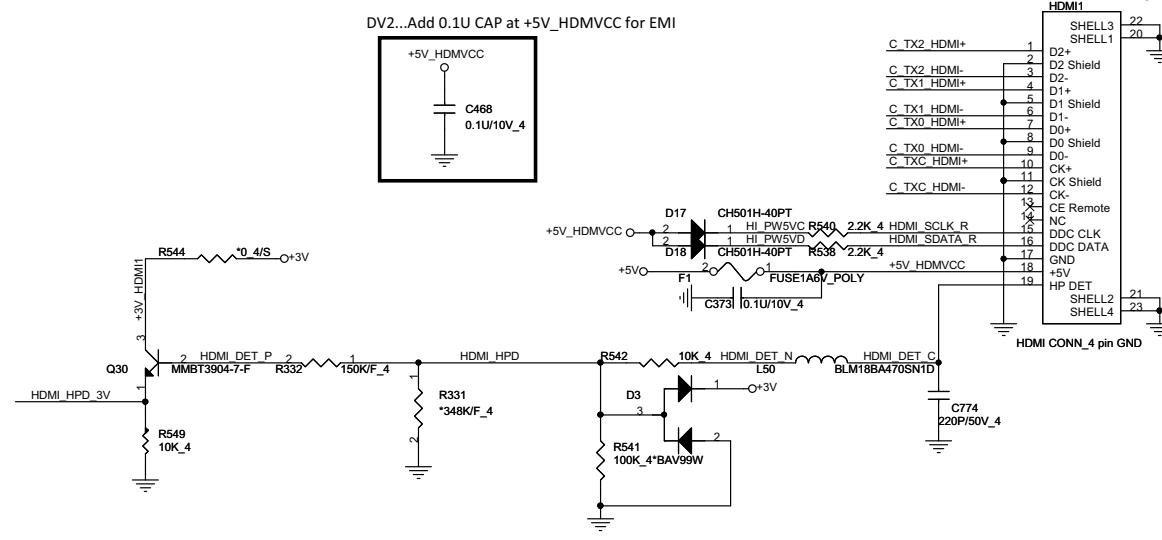 DV2...Add 0.1U CAP at +5V_HDMVCC for EMI
+5V_HDMVCC
C468
0.1U/10V_4
HDMI1
SHELL3 22
SHELL1 20
C_TX2_HDMI+ 1 D2+
2 D2 Shield
C_TX2_HDMI- 3 D2-
C_TX1_HDMI+ 4 D1+
5 D1 Shield
C_TX1_HDMI- 6 D1-
C_TX0_HDMI+ 7 D0+
8 D0 Shield
C_TX0_HDMI- 9 D0-
C_TXC_HDMI+ 10 CK+
11 CK Shield
C_TXC_HDMI- 12 CK-
13 CE Remote
14 NC
15 DDC CLK
16 DDC DATA
17 GND
18 +5V
19 HP DET
SHELL2 21
SHELL4 23
HDMI CONN_4 pin GND
D17 CH501H-40PT
+5V_HDMVCC 2 1 HI_PW5VC R540 2.2K_4 HDMI_SCLK_R
2 1 HI_PW5VD HDMI_SDATA_R
D18 CH501H-40PT R538 2.2K_4
+5V 2 1 +5V_HDMVCC
F1 FUSE1A6V_POLY
C373 0.1U/10V_4
R544 *0_4/S +3V
+3V_HDMI1
3
Q30 2 HDMI_DET_P 2 1 HDMI_HPD
MMBT3904-7-F R332 150K/F_4
1
HDMI_HPD_3V
R549
10K_4
1
R331
*348K/F_4
2
R542 10K_4 HDMI_DET_N HDMI_DET_C
L50 BLM18BA470SN1D
D3 1 +3V
3
2
R541
100K_4 *BAV99W
C774
220P/50V_4